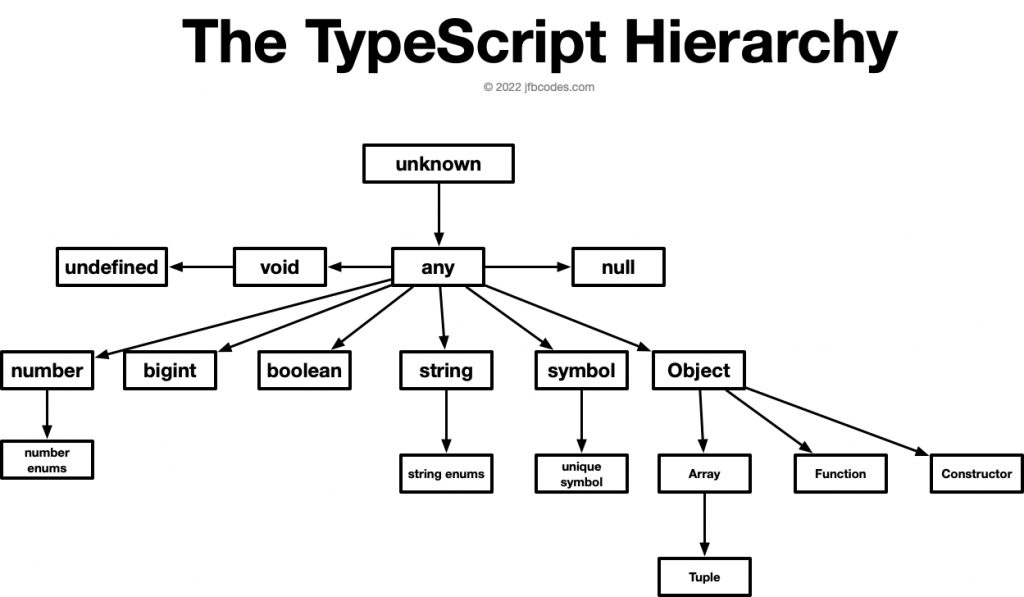 The TypeScript Hierarchy
© 2022 jfbcodes.com
unknown
undefined
void
any
null
number
bigint
boolean
string
symbol
Object
number
enums
string enums
unique
symbol
Array
Function
Constructor
Tuple